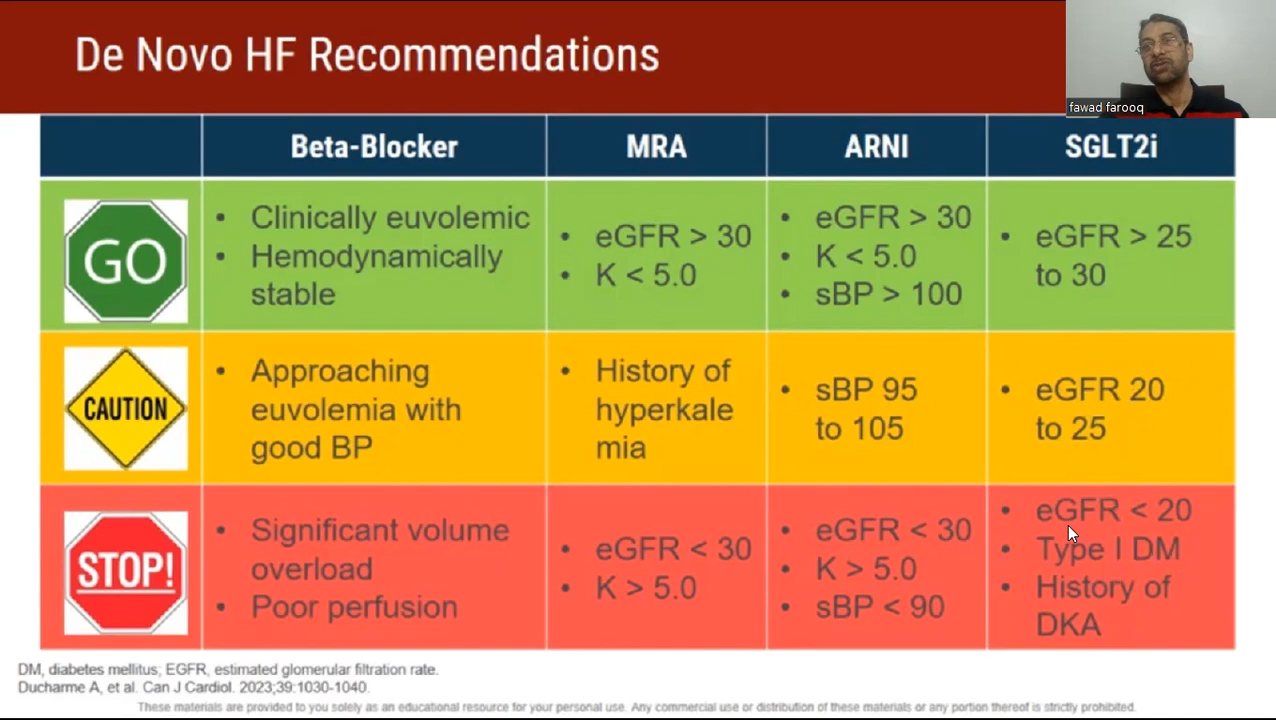 De Novo HF Recommendations
fawad farooq
Beta-Blocker
MRA
ARNI
SGLT2i
GO
• Clinically euvolemic
• Hemodynamically
stable
• eGFR > 30
• K < 5.0
• eGFR > 30
• K < 5.0
• sBP > 100
• eGFR > 25
to 30
CAUTION
• Approaching
euvolemia with
good BP
• History of
hyperkale
mia
• sBP 95
to 105
• eGFR 20
to 25
STOP!
• Significant volume
overload
• Poor perfusion
• eGFR < 30
• K > 5.0
• eGFR < 30
• K > 5.0
• sBP < 90
• eGFR < 20
• Type I DM
• History of
DKA
DM, diabetes mellitus; EGFR, estimated glomerular filtration rate.
Ducharme A, et al. Can J Cardiol. 2023;39:1030-1040.
These materials are provided to you solely as an educational resource for your personal use. Any commercial use or distribution of these materials or any portion thereof is strictly prohibited.